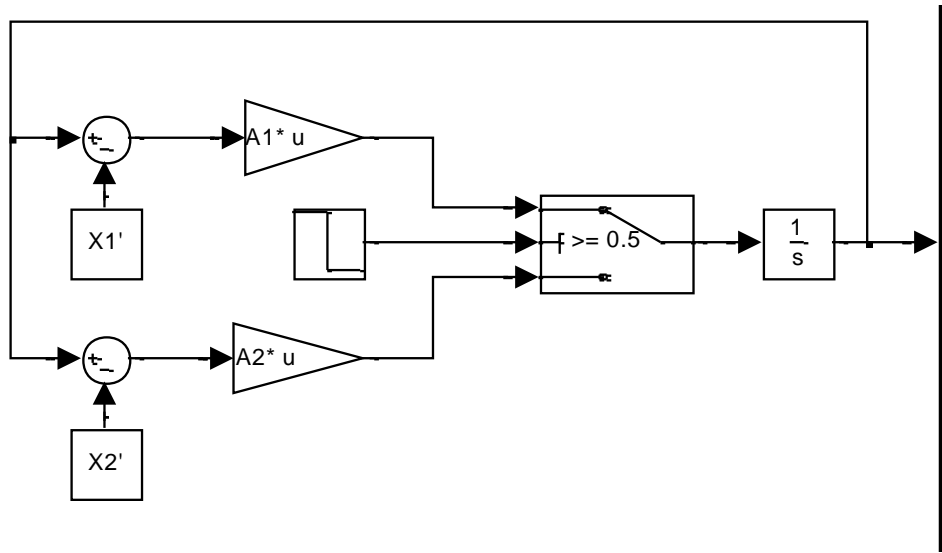 +
-
A1* u
X1'
>= 0.5
1
s
+
-
A2* u
X2'